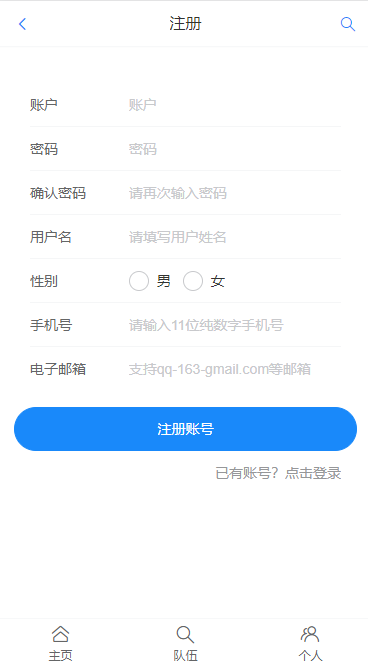 注册
账户 账户
密码 密码
确认密码 请再次输入密码
用户名 请填写用户姓名
性别 男 女
手机号 请输入11位纯数字手机号
电子邮箱 支持qq-163-gmail.com等邮箱
注册账号
已有账号？点击登录
主页 队伍 个人